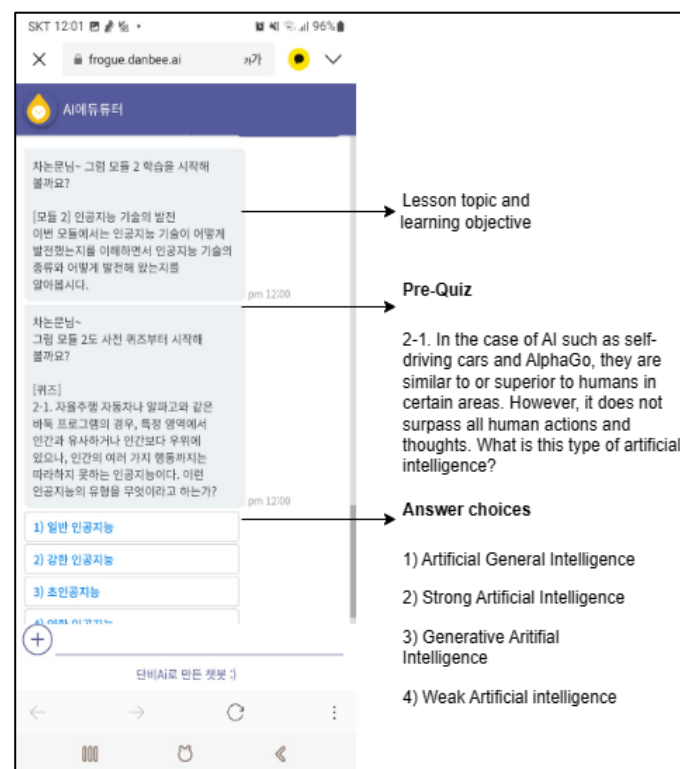 SKT 12:01
96%
frogue.danbee.ai
가가
AI에듀튜터
차논문님~ 그럼 모듈 2 학습을 시작해
볼까요?
[모듈 2] 인공지능 기술의 발전
이번 모듈에서는 인공지능 기술이 어떻게
발전했는지를 이해하면서 인공지능 기술의
종류와 어떻게 발전해 왔는지를
알아봅시다.
pm 12:00
차논문님~
그럼 모듈 2도 사전 퀴즈부터 시작해
볼까요?
[퀴즈]
2-1. 자율주행 자동차나 알파고와 같은
바둑 프로그램의 경우, 특정 영역에서
인간과 유사하거나 인간보다 우위에
있으나, 인간의 여러 가지 행동까지는
따라하지 못하는 인공지능이다. 이런
인공지능의 유형을 무엇이라고 하는가?
pm 12:00
1) 일반 인공지능
2) 강한 인공지능
3) 초인공지능
4) 약한 인공지능
단비Ai로 만든 챗봇 :)
Lesson topic and
learning objective
Pre-Quiz
2-1. In the case of AI such as self-
driving cars and AlphaGo, they are
similar to or superior to humans in
certain areas. However, it does not
surpass all human actions and
thoughts. What is this type of artificial
intelligence?
Answer choices
1) Artificial General Intelligence
2) Strong Artificial Intelligence
3) Generative Aritifial
Intelligence
4) Weak Artificial intelligence